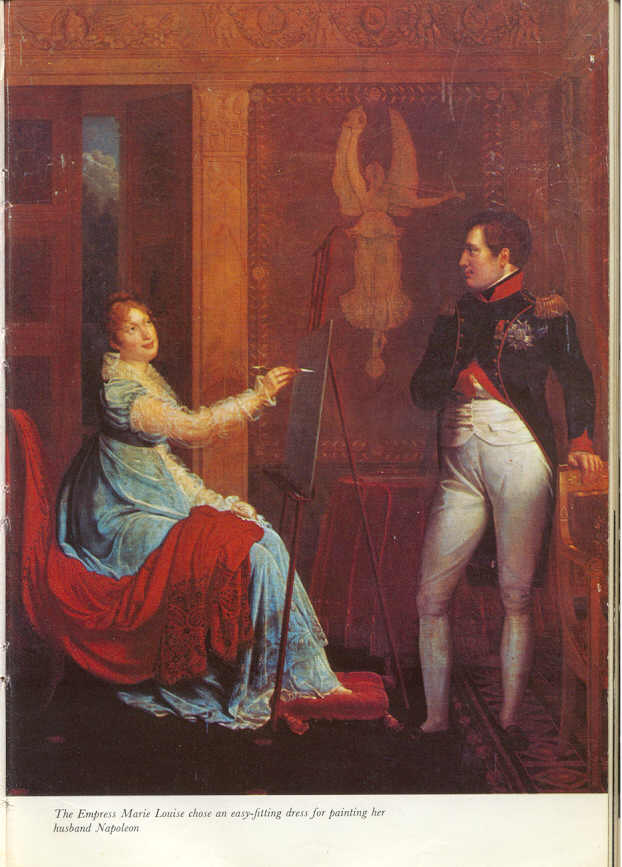 The Empress Marie Louise chose an easy-fitting dress for painting her
husband Napoleon